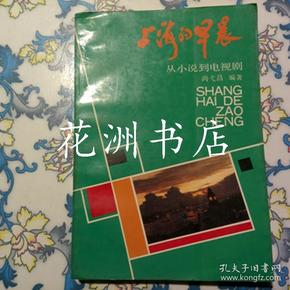 上海的早晨
从小说到电视剧
尚弋昌 编著
SHANG
HAI DE
ZAO
CHENG
花洲书店
孔夫子旧书网